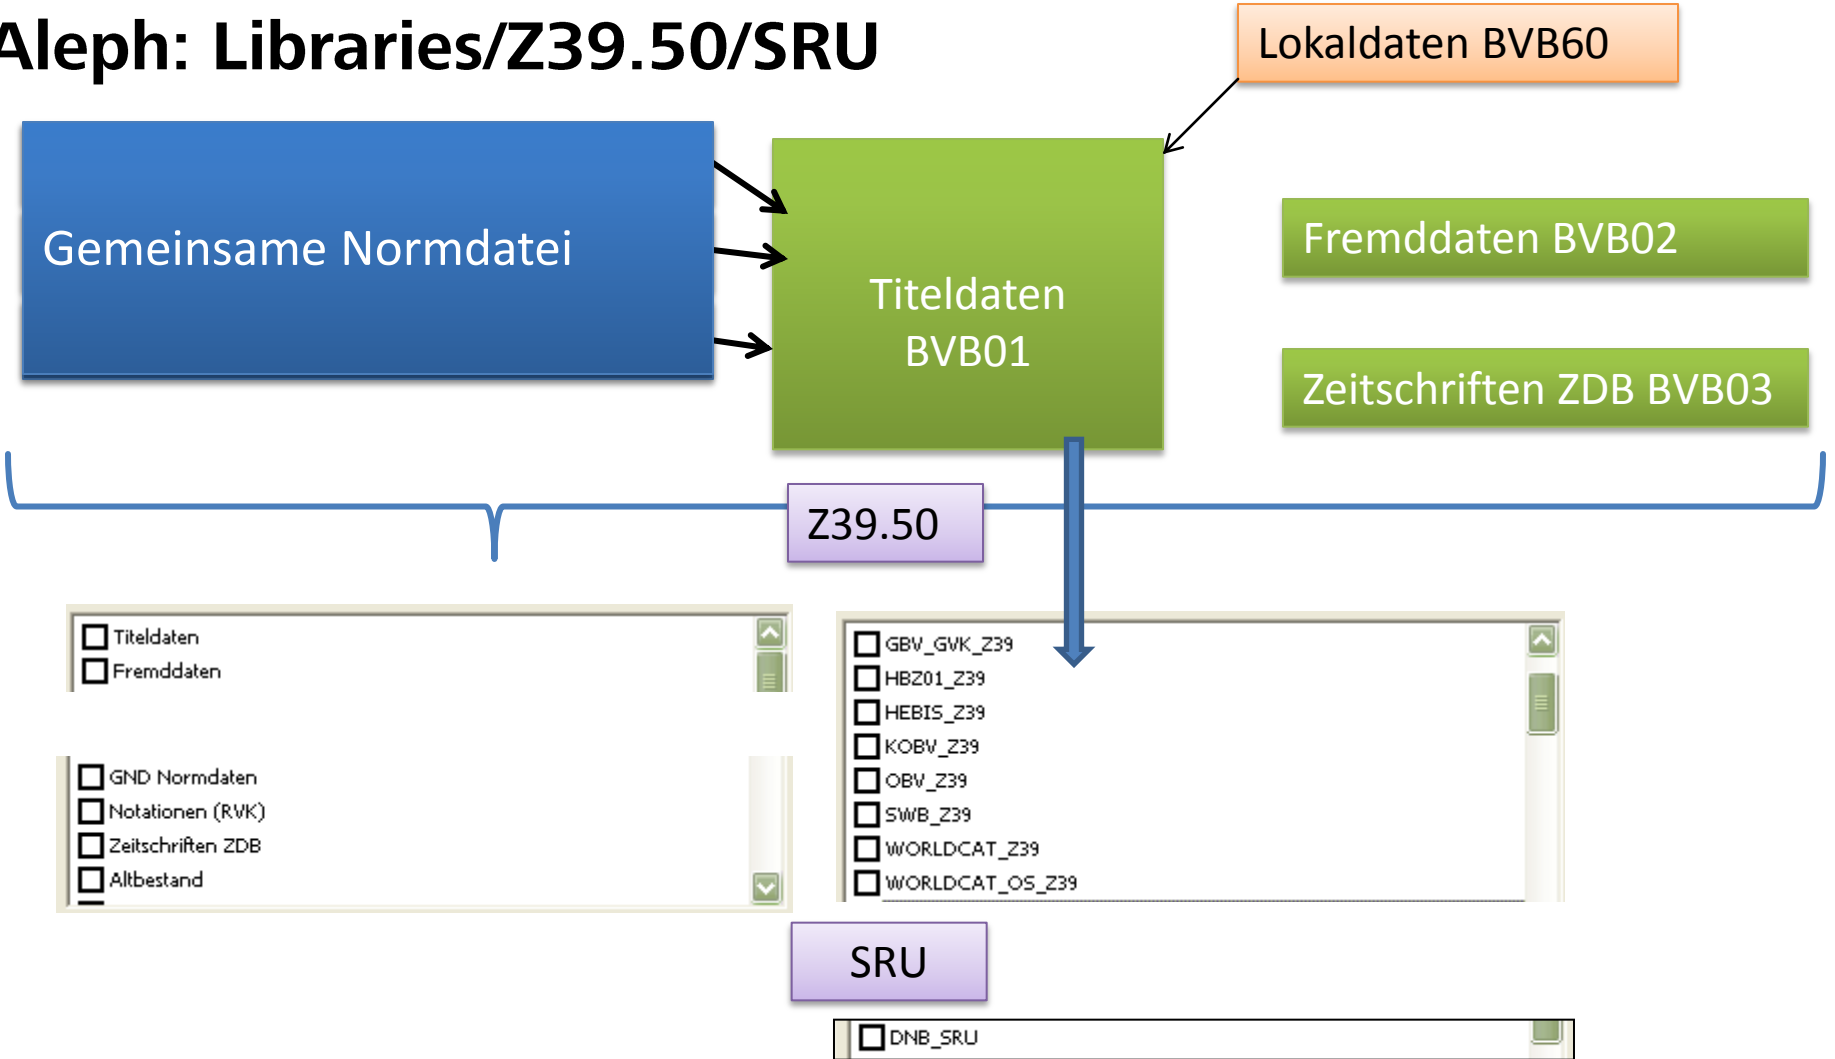 Aleph: Libraries/Z39.50/SRU
Lokaldaten BVB60
Gemeinsame Normdatei
Titeldaten
BVB01
Fremddaten BVB02
Zeitschriften ZDB BVB03
Z39.50
Titeldaten
Fremddaten
GND Normdaten
Notationen (RVK)
Zeitschriften ZDB
Altbestand
GBV_GVK_Z39
HBZ01_Z39
HEBIS_Z39
KOBV_Z39
OBV_Z39
SWB_Z39
WORLDCAT_Z39
WORLDCAT_OS_Z39
SRU
DNB_SRU